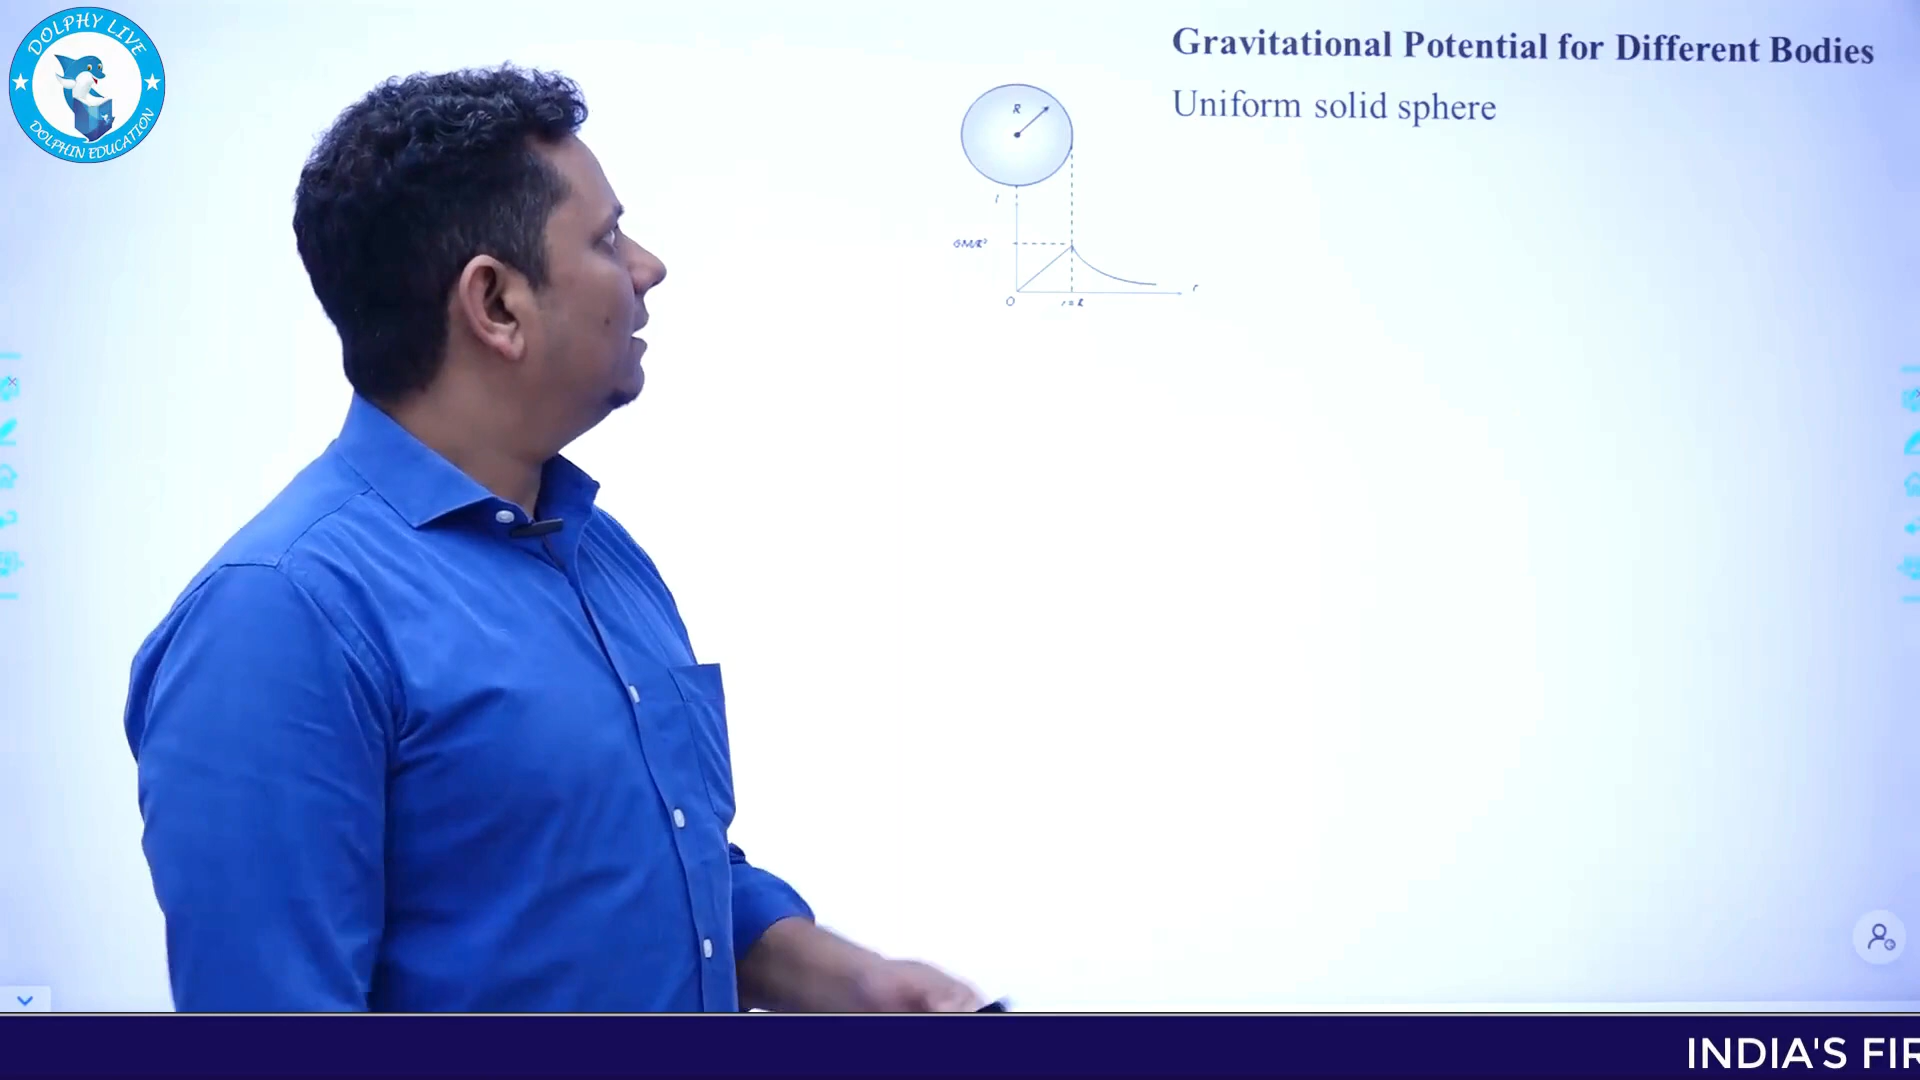 DOLPHY LIVE
DOLPHIN EDUCATION
Gravitational Potential for Different Bodies
Uniform solid sphere
R
I
GM/R²
O
r = R
r
INDIA'S FIR